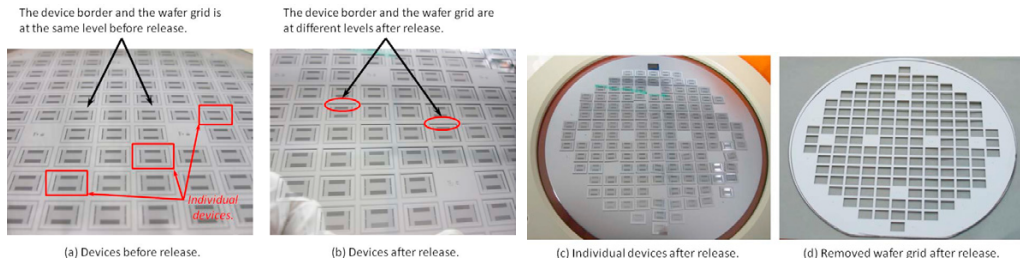 The device border and the wafer grid is
at the same level before release.
The device border and the wafer grid are
at different levels after release.
Individual
devices.
(a) Devices before release.
(b) Devices after release.
(c) Individual devices after release.
(d) Removed wafer grid after release.